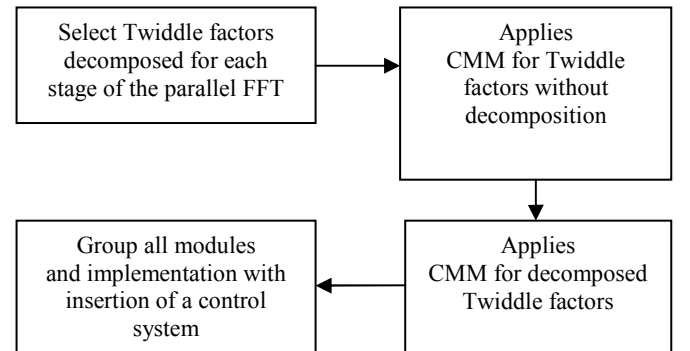 Select Twiddle factors
decomposed for each
stage of the parallel FFT
Applies
CMM for Twiddle
factors without
decomposition
Applies
CMM for decomposed
Twiddle factors
Group all modules
and implementation with
insertion of a control
system